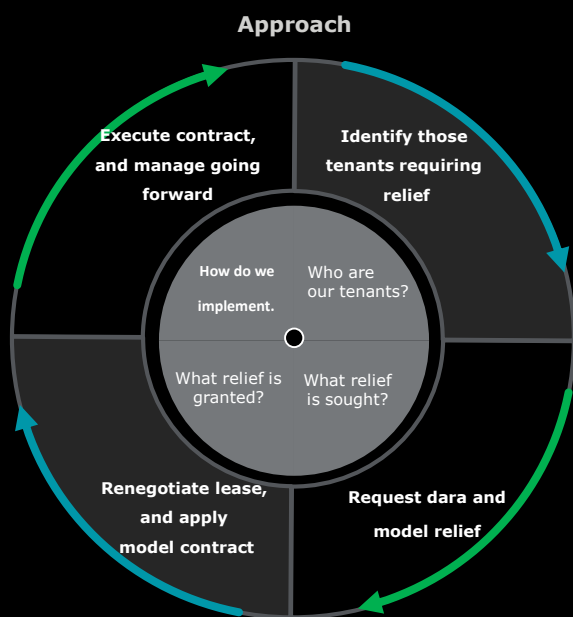 Approach
Execute contract,
and manage going
forward
Identify those
tenants requiring
relief
How do we
implement.
Who are
our tenants?
What relief is
granted?
What relief
is sought?
Renegotiate lease,
and apply
model contract
Request dara and
model relief